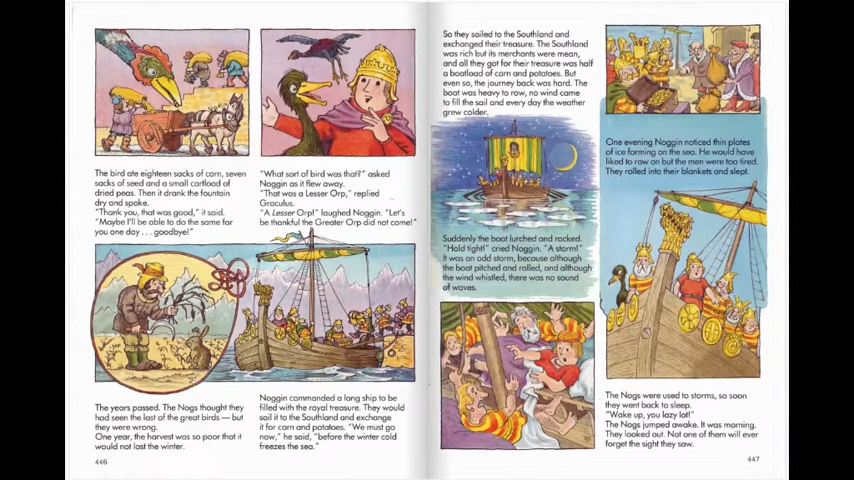 The bird ate eighteen sacks of corn, seven
sacks of seed and a small cartload of
dried peas. Then it drank the fountain
dry and spoke.
"Thank you, that was good," it said.
"Maybe I'll be able to do the same for
you one day . . . goodbye!"
"What sort of bird was that?" asked
Noggin as it flew away.
"That was a Lesser Orp," replied
Graculus.
"A Lesser Orp!" laughed Noggin. "Let's
be thankful the Greater Orp did not come!"
The years passed. The Nogs thought they
had seen the last of the great birds — but
they were wrong.
One year, the harvest was so poor that it
would not last the winter.
Noggin commanded a long ship to be
filled with the royal treasure. They would
sail it to the Southland and exchange
it for corn and potatoes. "We must go
now," he said, "before the winter cold
freezes the sea."
446
So they sailed to the Southland and
exchanged their treasure. The Southland
was rich but its merchants were mean,
and all they got for their treasure was half
a boatload of corn and potatoes. But
even so, the journey back was hard. The
boat was heavy to row, no wind came
to fill the sail and every day the weather
grew colder.
One evening Noggin noticed thin plates
of ice forming on the sea. He would have
liked to row on but the men were too tired.
They rolled into their blankets and slept.
Suddenly the boat lurched and rocked.
"Hold tight!" cried Noggin. "A storm!"
It was an odd storm, because although
the boat pitched and rolled, and although
the wind whistled, there was no sound
of waves.
The Nogs were used to storms, so soon
they went back to sleep.
"Wake up, you lazy lot!"
The Nogs jumped awake. It was morning.
They looked out. Not one of them will ever
forget the sight they saw.
447